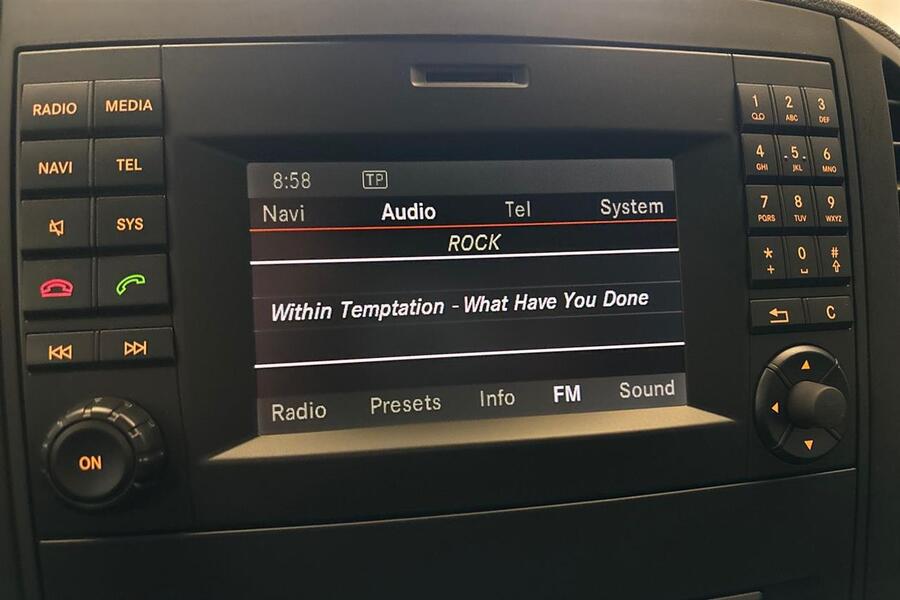 RADIO MEDIA
NAVI TEL
SYS
ON
8:58 TP
Navi Audio Tel System
ROCK
Within Temptation - What Have You Done
Radio Presets Info FM Sound
1 2 ABC 3 DEF
4 GHI 5 JKL 6 MNO
7 PQRS 8 TUV 9 WXYZ
* + 0 #
C